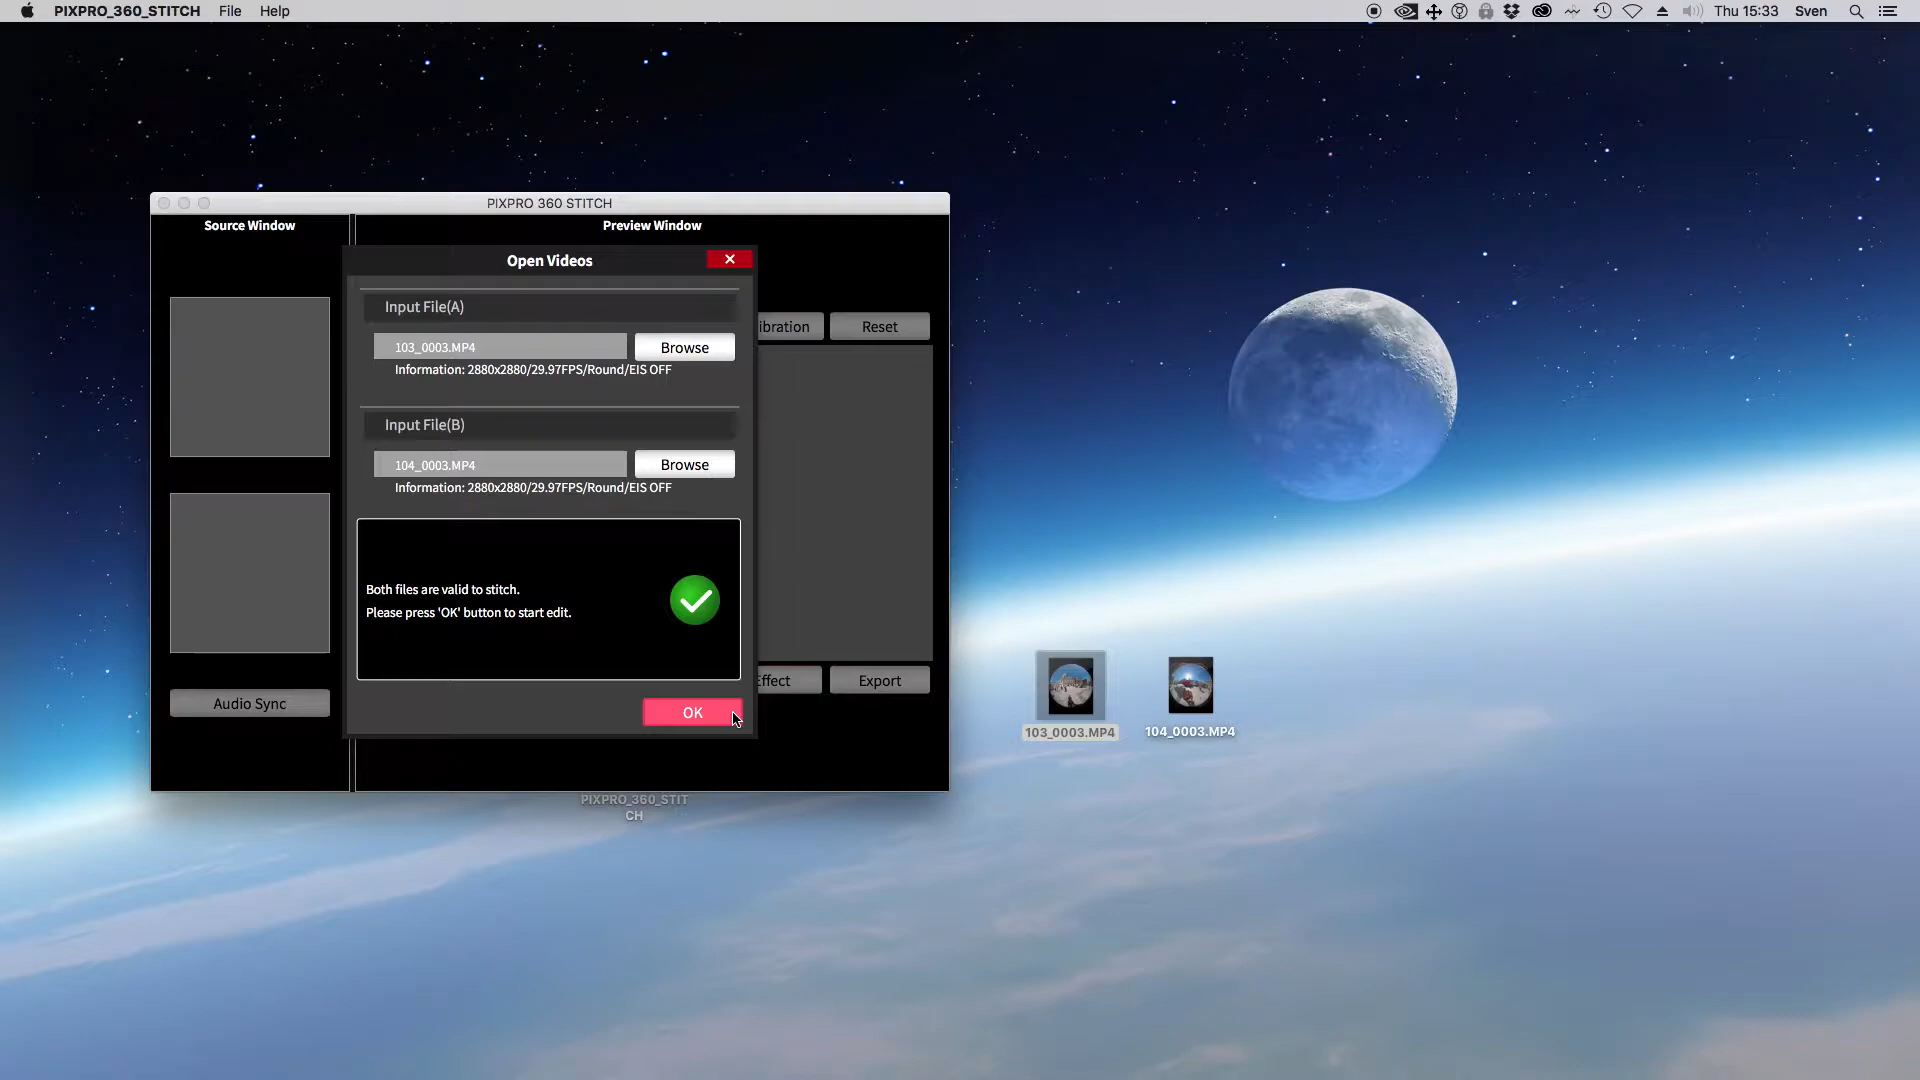 PIXPRO_360_STITCH File Help
Thu 15:33 Sven
PIXPRO 360 STITCH
Source Window
Preview Window
Open Videos
Input File(A)
103_0003.MP4
Browse
Information: 2880x2880/29.97FPS/Round/EIS OFF
Input File(B)
104_0003.MP4
Browse
Information: 2880x2880/29.97FPS/Round/EIS OFF
Both files are valid to stitch.
Please press 'OK' button to start edit.
OK
ibration
Reset
Effect
Export
Audio Sync
PIXPRO_360_STIT
CH
103_0003.MP4
104_0003.MP4